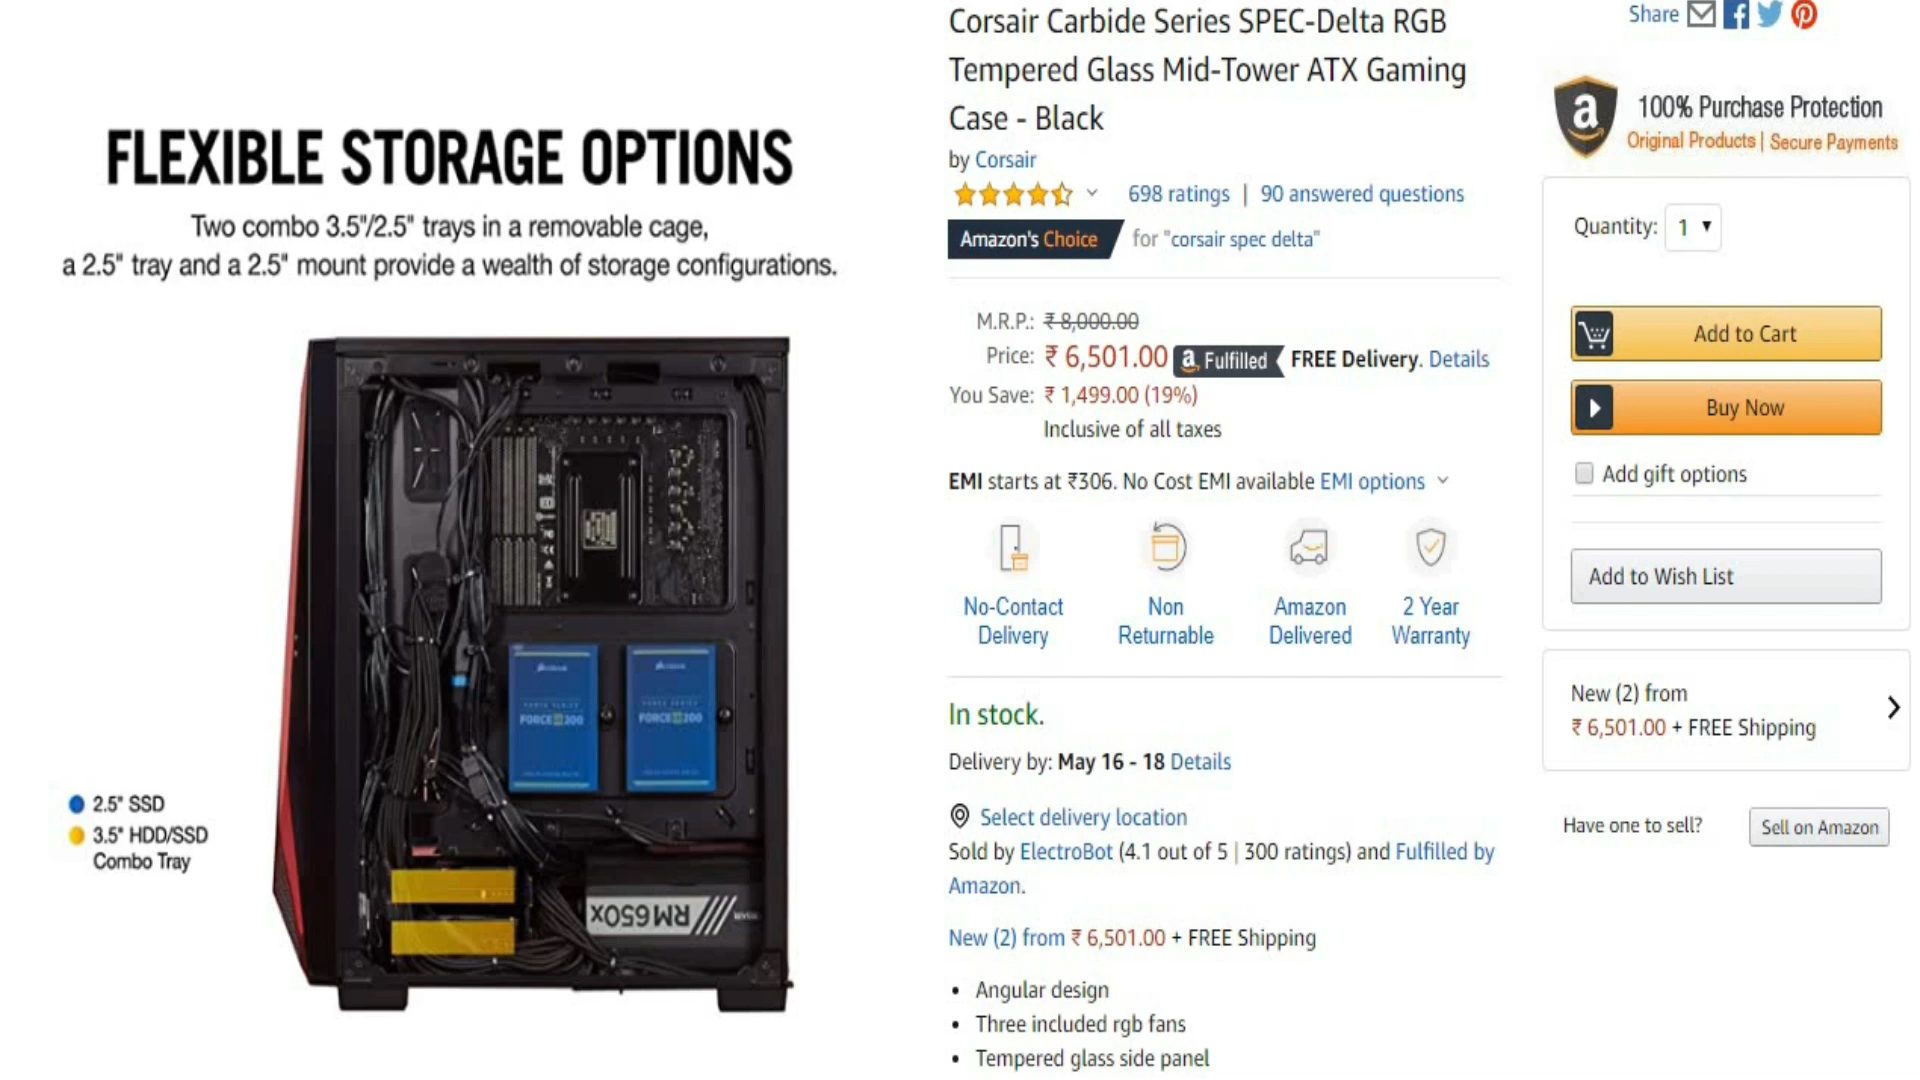 FLEXIBLE STORAGE OPTIONS
Two combo 3.5"/2.5" trays in a removable cage,
a 2.5" tray and a 2.5" mount provide a wealth of storage configurations.
FORCE 200
FORCE 200
2.5" SSD
3.5" HDD/SSD
Combo Tray
RM650x
Corsair Carbide Series SPEC-Delta RGB
Tempered Glass Mid-Tower ATX Gaming
Case - Black
by Corsair
698 ratings | 90 answered questions
Amazon's Choice for "corsair spec delta"
M.R.P.: ₹ 8,000.00
Price: ₹ 6,501.00 a Fulfilled FREE Delivery. Details
You Save: ₹ 1,499.00 (19%)
Inclusive of all taxes
EMI starts at ₹306. No Cost EMI available EMI options
No-Contact
Delivery
Non
Returnable
Amazon
Delivered
2 Year
Warranty
In stock.
Delivery by: May 16 - 18 Details
Select delivery location
Sold by ElectroBot (4.1 out of 5 | 300 ratings) and Fulfilled by
Amazon.
New (2) from ₹ 6,501.00 + FREE Shipping
• Angular design
• Three included rgb fans
• Tempered glass side panel
Share
a
100% Purchase Protection
Original Products | Secure Payments
Quantity: 1
Add to Cart
Buy Now
Add gift options
Add to Wish List
New (2) from
₹ 6,501.00 + FREE Shipping
Have one to sell? Sell on Amazon